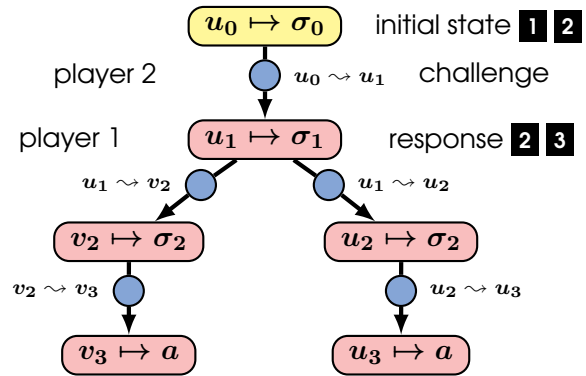 u₀ ↦ σ₀ initial state 1 2
player 2 u₀ ⤳ u₁ challenge
player 1 u₁ ↦ σ₁ response 2 3
u₁ ⤳ v₂ u₁ ⤳ u₂
v₂ ↦ σ₂ u₂ ↦ σ₂
v₂ ⤳ v₃ u₂ ⤳ u₃
v₃ ↦ a u₃ ↦ a